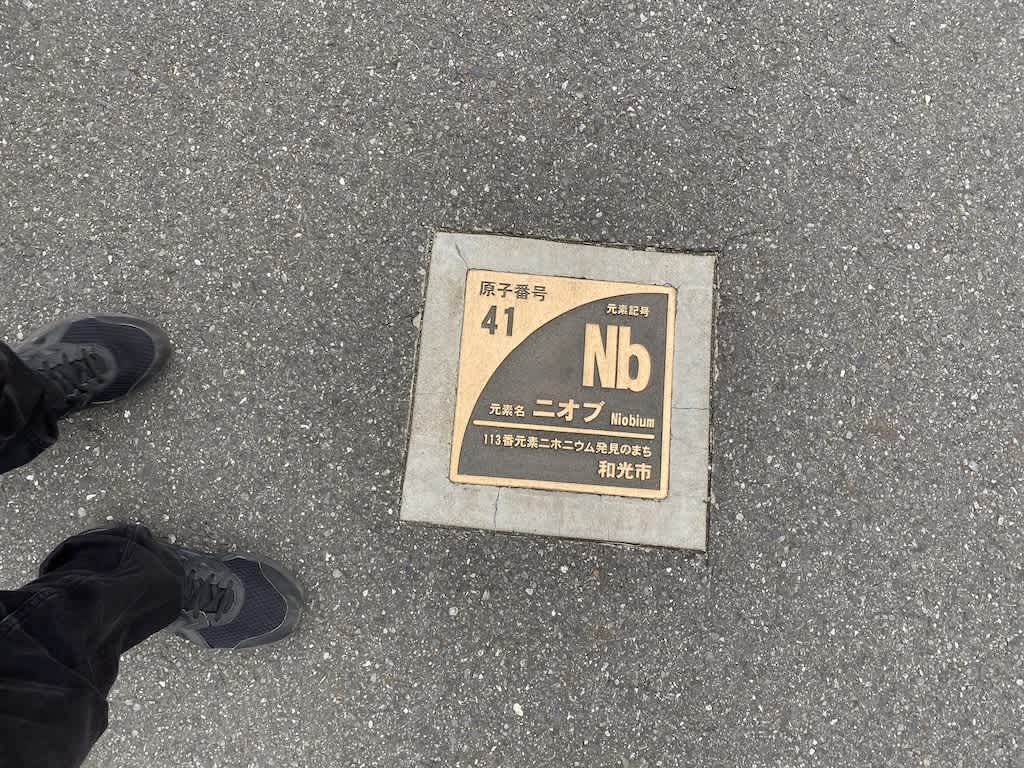 原子番号
41
元素記号
Nb
元素名 ニオブ Niobium
113番元素ニホニウム発見のまち
和光市